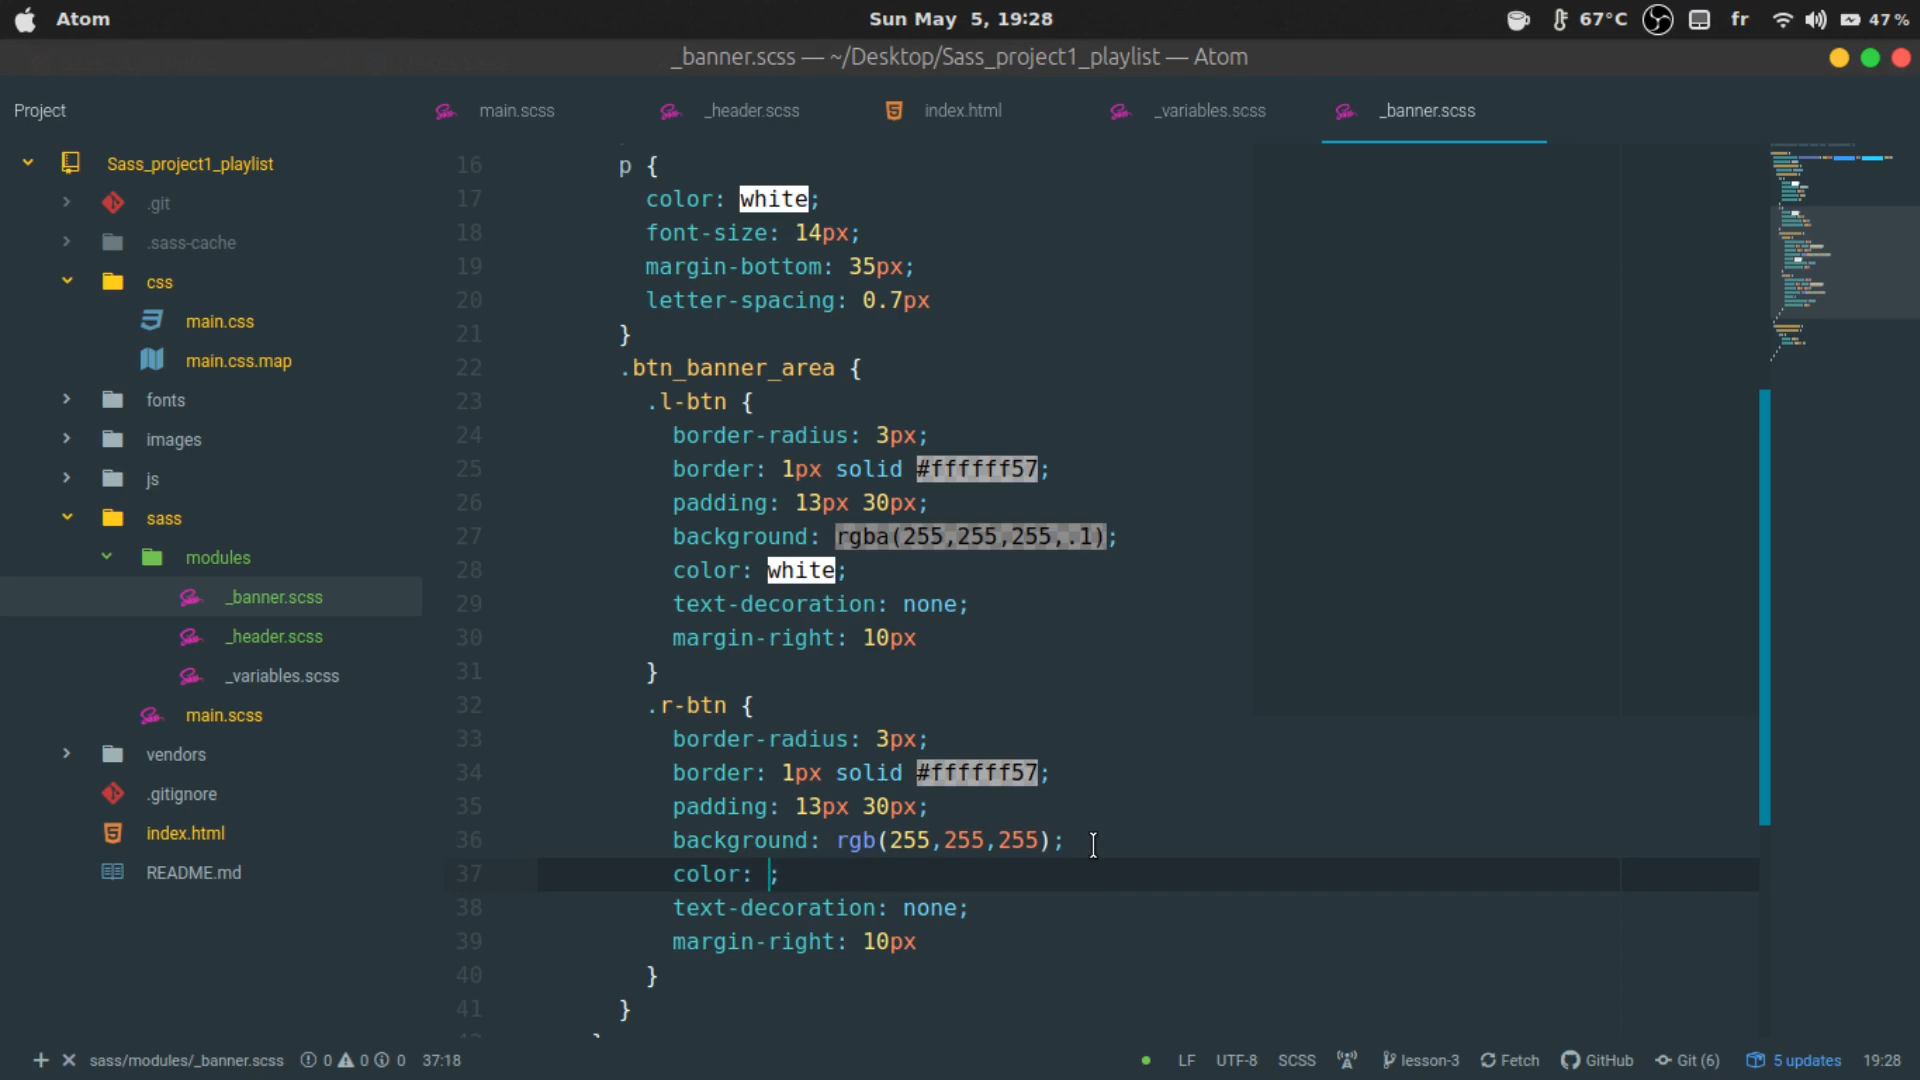 Atom
Sun May 5, 19:28
67°C
fr
47%
_banner.scss — ~/Desktop/Sass_project1_playlist — Atom
Project
main.scss
_header.scss
index.html
_variables.scss
_banner.scss
Sass_project1_playlist
.git
.sass-cache
css
main.css
main.css.map
fonts
images
js
sass
modules
_banner.scss
_header.scss
_variables.scss
main.scss
vendors
.gitignore
index.html
README.md
16 p {
17 color: white;
18 font-size: 14px;
19 margin-bottom: 35px;
20 letter-spacing: 0.7px
21 }
22 .btn_banner_area {
23 .l-btn {
24 border-radius: 3px;
25 border: 1px solid #ffffff57;
26 padding: 13px 30px;
27 background: rgba(255,255,255,.1);
28 color: white;
29 text-decoration: none;
30 margin-right: 10px
31 }
32 .r-btn {
33 border-radius: 3px;
34 border: 1px solid #ffffff57;
35 padding: 13px 30px;
36 background: rgb(255,255,255);
37 color: ;
38 text-decoration: none;
39 margin-right: 10px
40 }
41 }
sass/modules/_banner.scss 0 0 0 37:18
LF UTF-8 SCSS lesson-3 Fetch GitHub Git (6) 5 updates 19:28